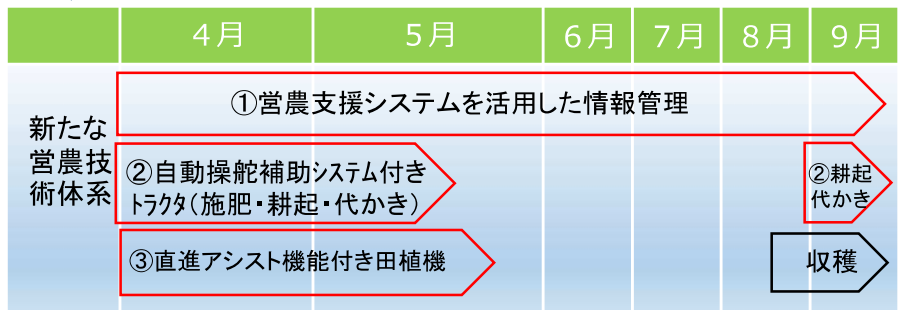 ４月 ５月 ６月 ７月 ８月 ９月
新たな
営農技
術体系
①営農支援システムを活用した情報管理
②自動操舵補助ｼｽﾃﾑ付き
ﾄﾗｸﾀ（施肥・耕起・代かき）
②耕起
代かき
③直進アシスト機能付き田植機
収穫